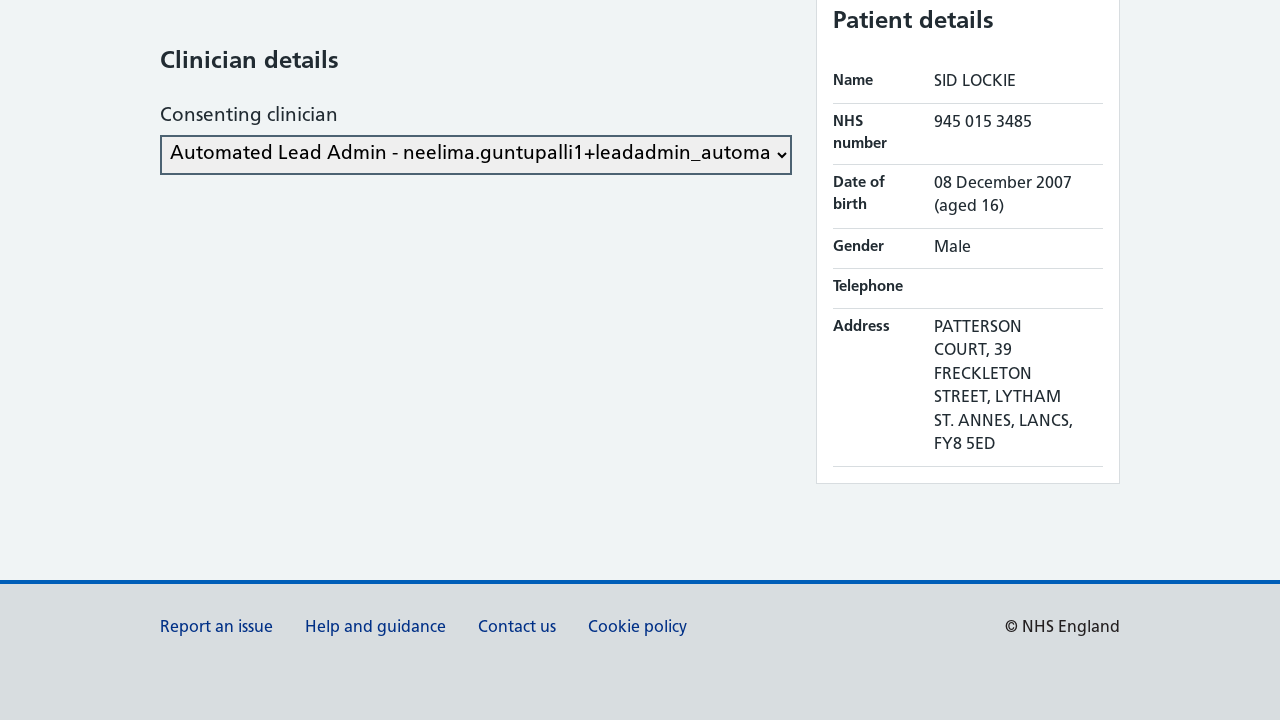 Clinician details
Consenting clinician
Automated Lead Admin - neelima.guntupalli1+leadadmin_automa
Patient details
Name SID LOCKIE
NHS number 945 015 3485
Date of birth 08 December 2007 (aged 16)
Gender Male
Telephone
Address PATTERSON
COURT, 39
FRECKLETON
STREET, LYTHAM
ST. ANNES, LANCS,
FY8 5ED
Report an issue Help and guidance Contact us Cookie policy © NHS England